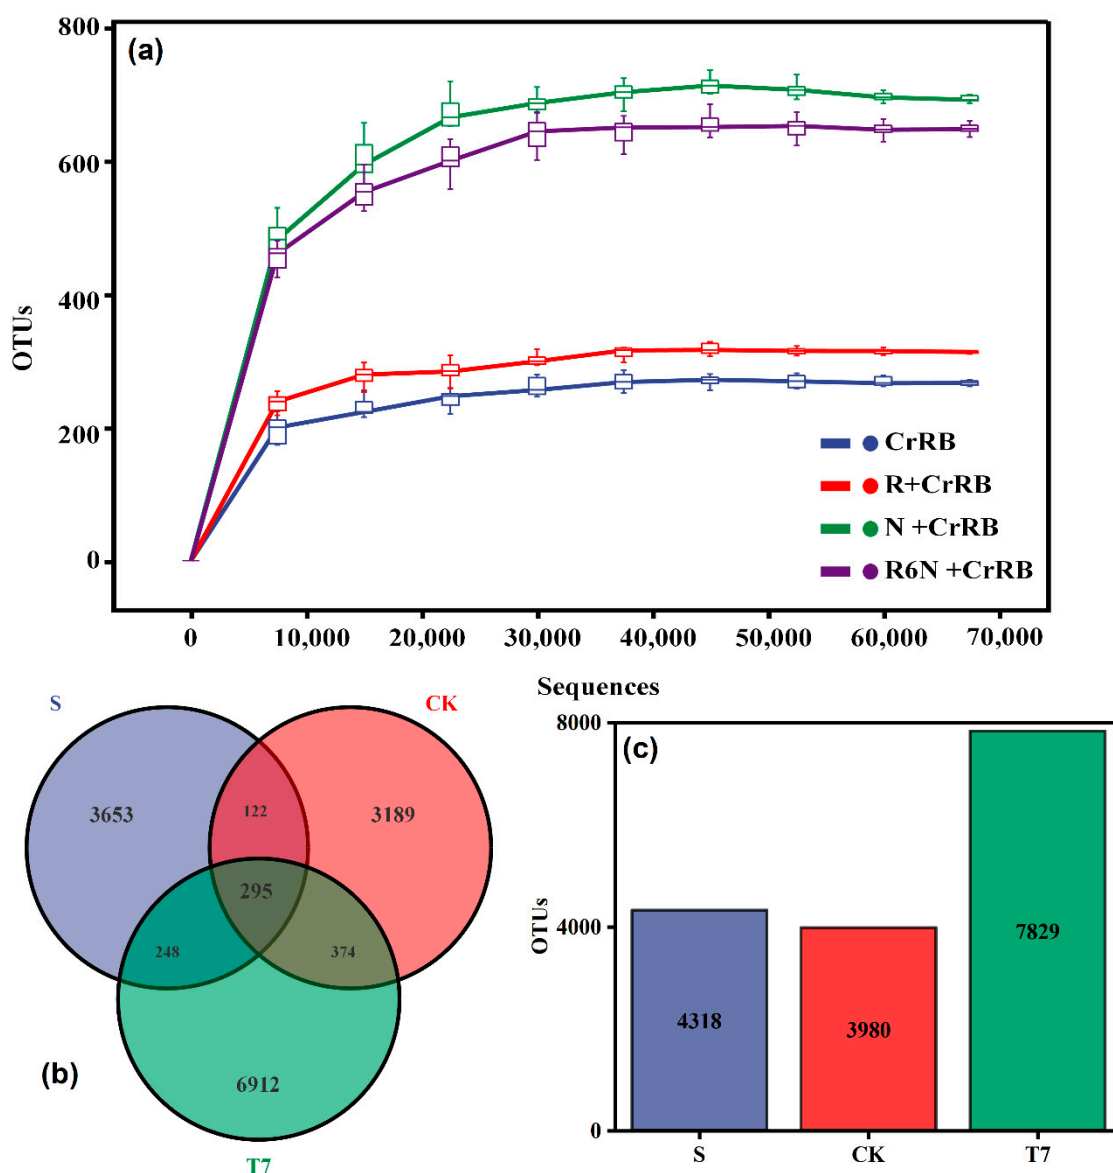 (a)
800
600
400
200
0
OTUs
CrRB
R+CrRB
N +CrRB
R6N +CrRB
0 10,000 20,000 30,000 40,000 50,000 60,000 70,000
Sequences
S
CK
3653
122
3189
295
248
374
6912
(b)
T7
(c)
8000
4000
0
OTUs
4318
3980
7829
S CK T7